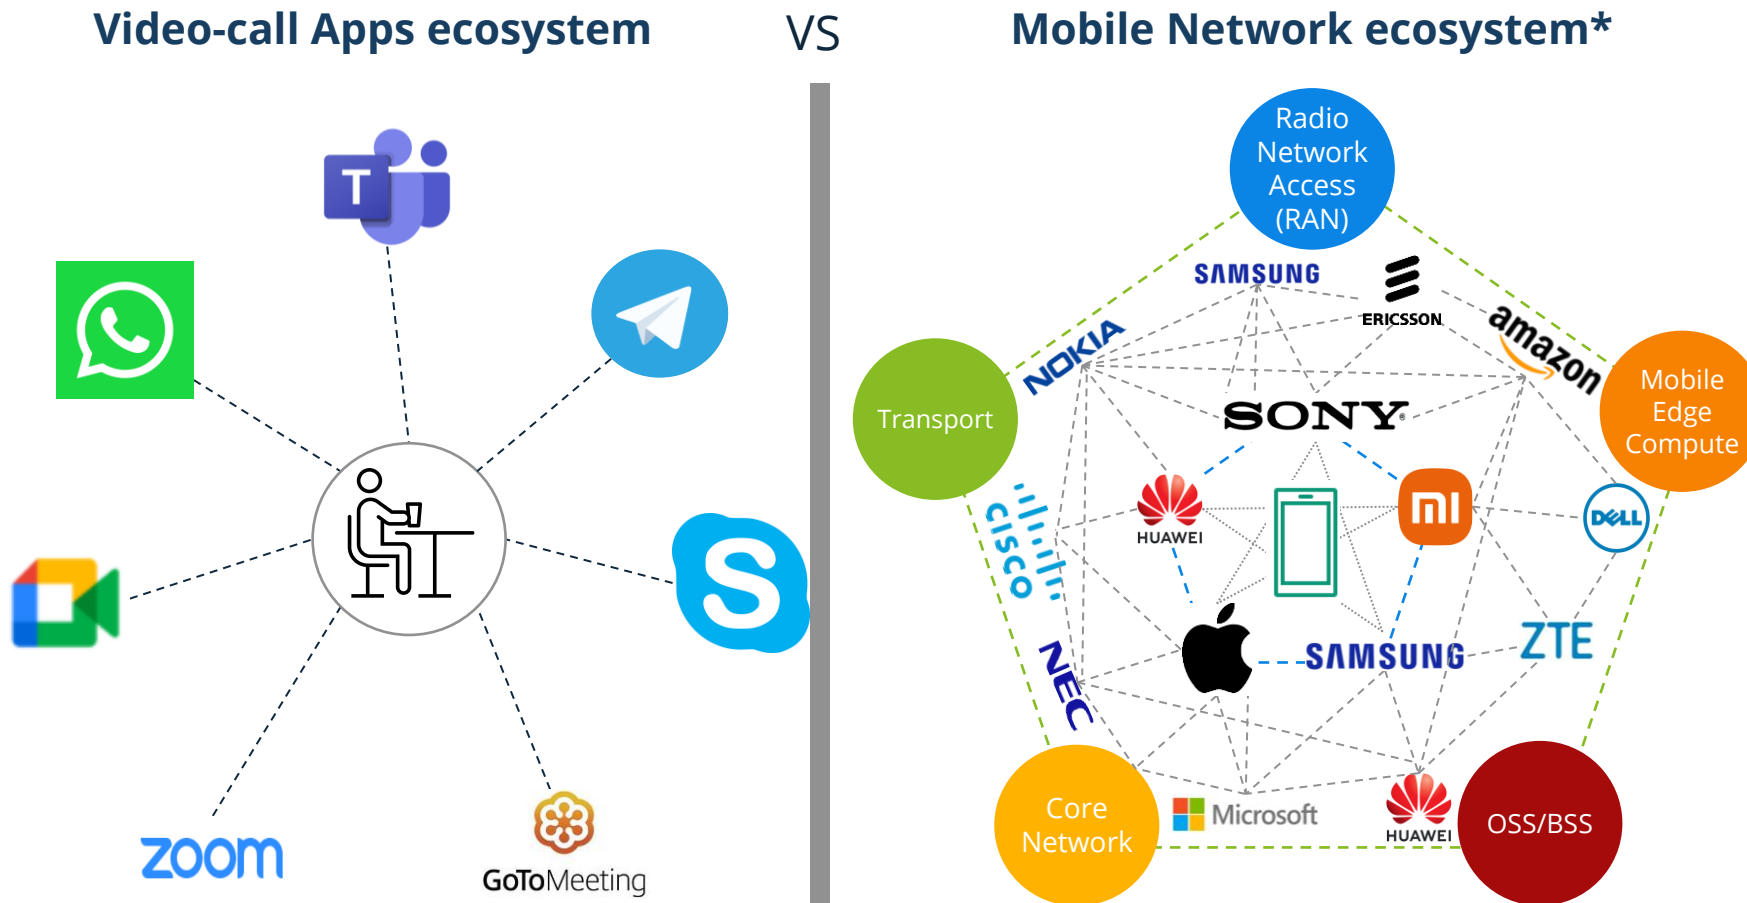 Video-call Apps ecosystem
VS
Mobile Network ecosystem*
T
S
zoom
GoToMeeting
Radio
Network
Access
(RAN)
SAMSUNG
ERICSSON
NOKIA
amazon
Transport
Mobile
Edge
Compute
SONY
CISCO
HUAWEI
mi
DELL
NEC
SAMSUNG
ZTE
Core
Network
Microsoft
HUAWEI
OSS/BSS